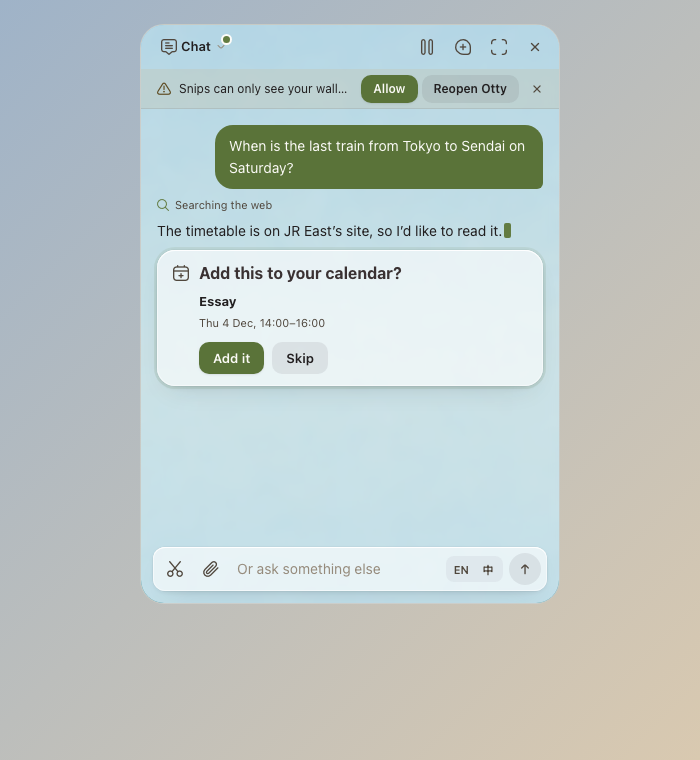 Chat
Snips can only see your wall…
Allow
Reopen Otty
When is the last train from Tokyo to Sendai on
Saturday?
Searching the web
The timetable is on JR East’s site, so I’d like to read it.
Add this to your calendar?
Essay
Thu 4 Dec, 14:00–16:00
Add it
Skip
Or ask something else
EN
中